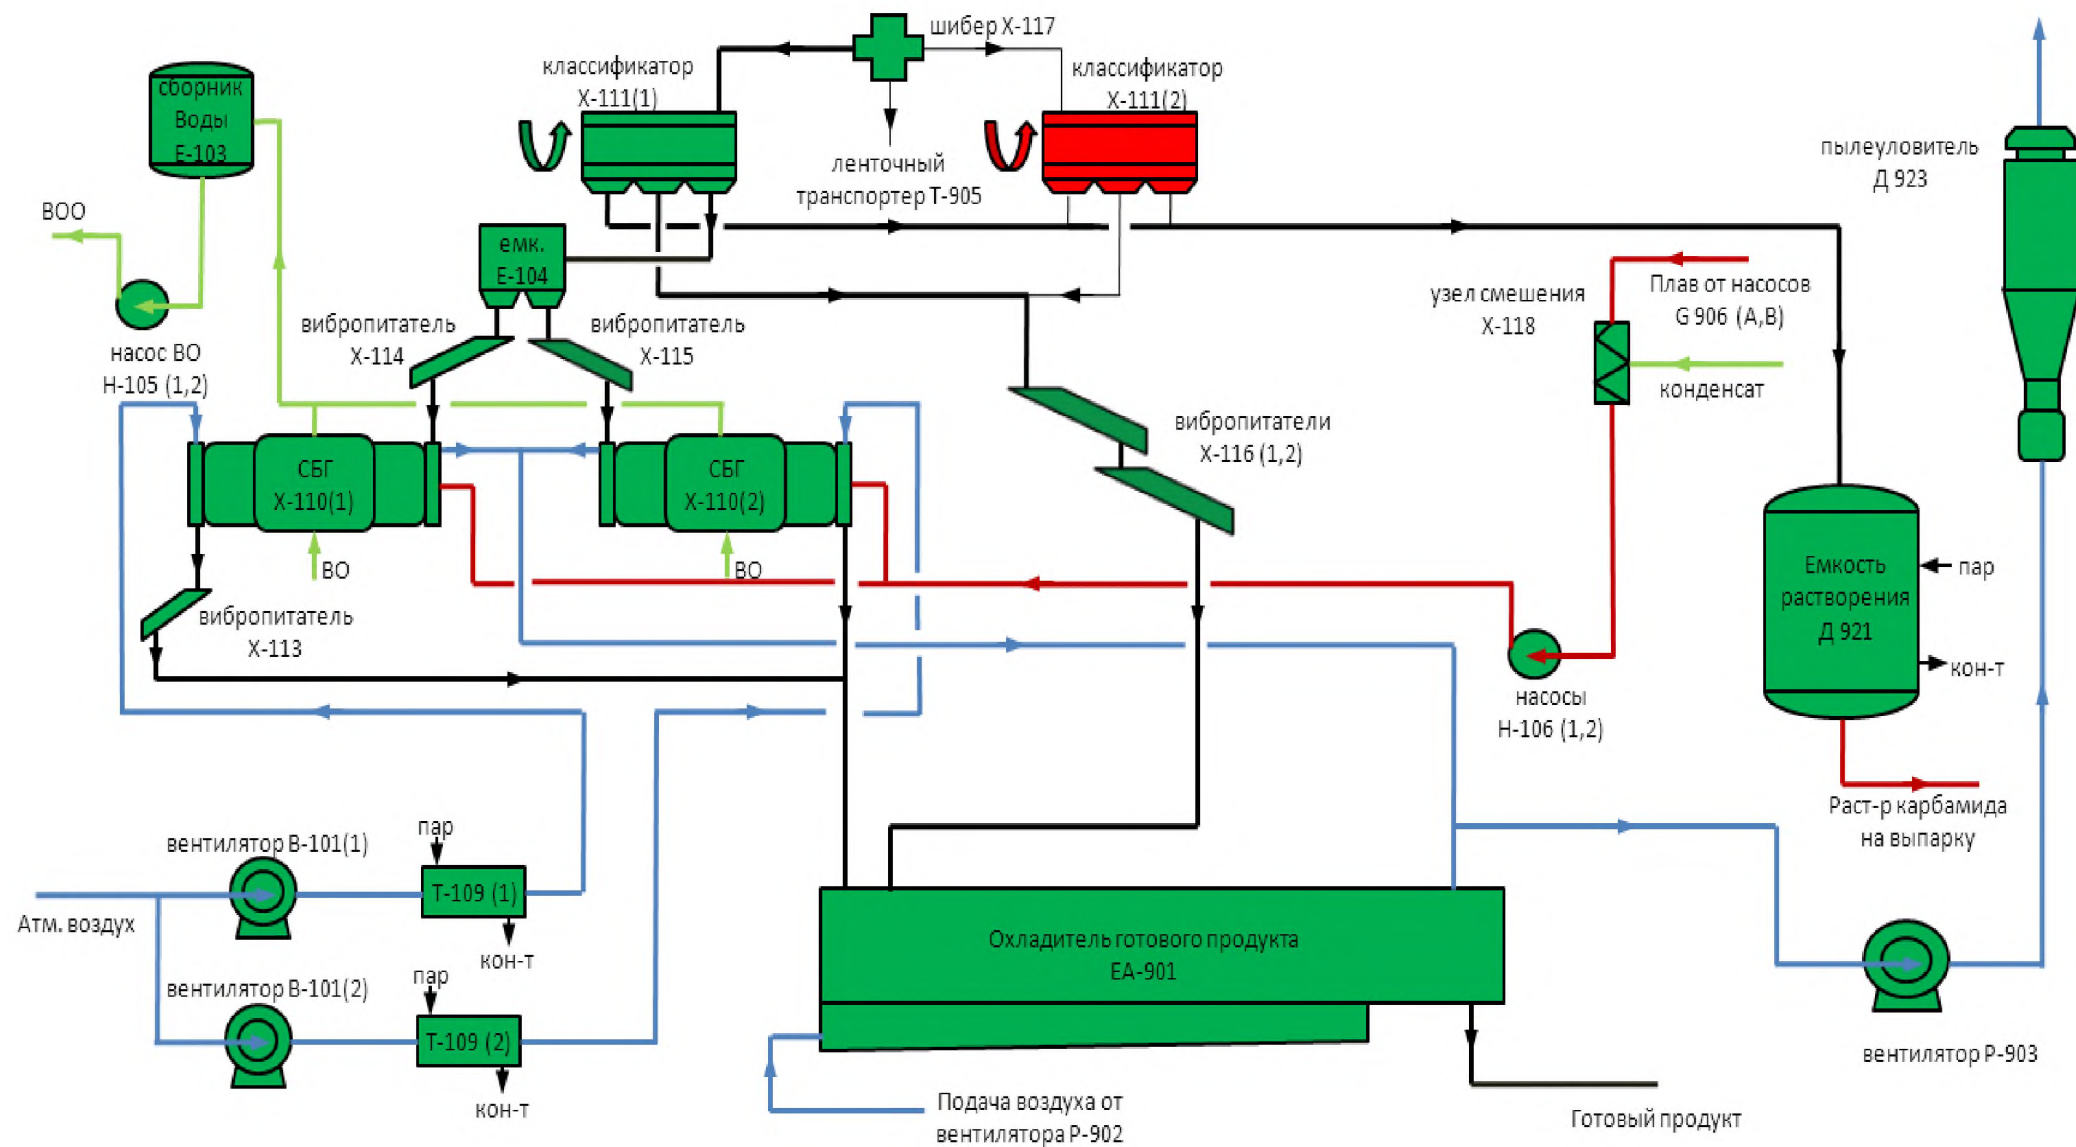 шибер Х-117
классификатор
Х-111(1)
классификатор
Х-111(2)
сборник
Воды
Е-103
ленточный
транспортер Т-905
пылеуловитель
Д 923
ВОО
емк.
Е-104
Плав от насосов
G 906 (А,В)
узел смешения
Х-118
вибропитатель
Х-114
вибропитатель
Х-115
насос ВО
Н-105 (1,2)
конденсат
вибропитатели
Х-116 (1,2)
СБГ
Х-110(1)
СБГ
Х-110(2)
ВО
ВО
Емкость
растворения
Д 921
пар
кон-т
вибропитатель
Х-113
насосы
Н-106 (1,2)
Раст-р карбамида
на выпарку
вентилятор В-101(1)
пар
Т-109 (1)
кон-т
Атм. воздух
вентилятор В-101(2)
пар
Т-109 (2)
кон-т
Охладитель готового продукта
ЕА-901
вентилятор Р-903
Подача воздуха от
вентилятора Р-902
Готовый продукт